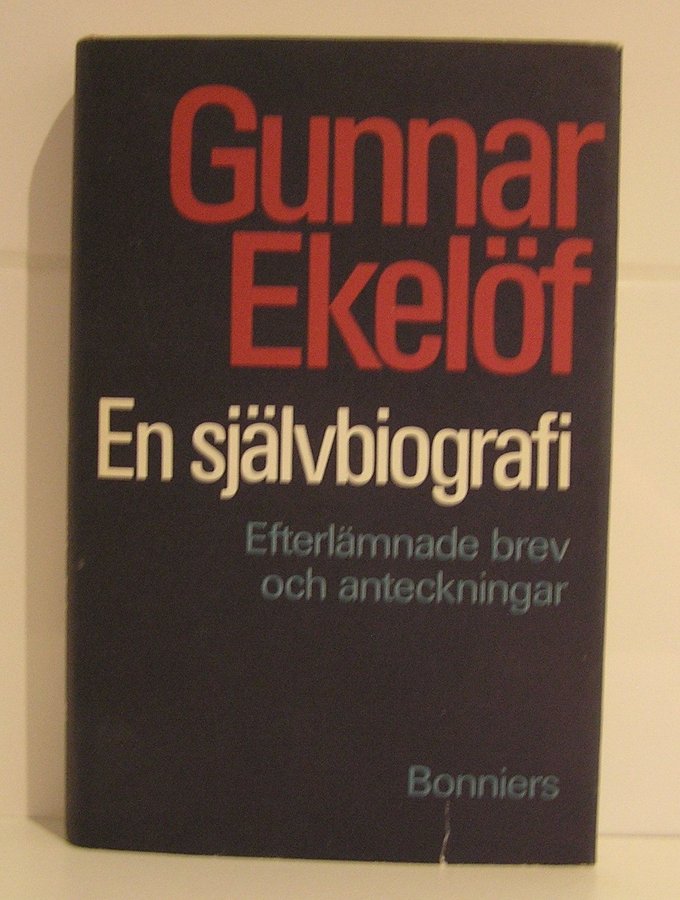 Gunnar
Ekelöf
En självbiografi
Efterlämnade brev
och anteckningar
Bonniers